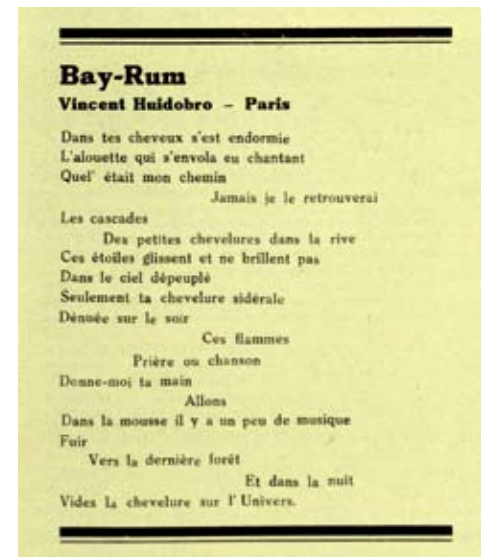 Bay-Rum
Vincent Huidobro – Paris
Dans tes cheveux s'est endormie
L'alouette qui s'envola eu chantant
Quel' était mon chemin
Jamais je le retrouverai
Les cascades
Des petites chevelures dans la rive
Ces étoiles glissent et ne brillent pas
Dans le ciel dépeuplé
Seulement ta chevelure sidérale
Dénuée sur le soir
Ces flammes
Prière ou chanson
Donne-moi ta main
Allons
Dans la mousse il y a un peu de musique
Fuir
Vers la dernière forêt
Et dans la nuit
Vides la chevelure sur l'Univers.